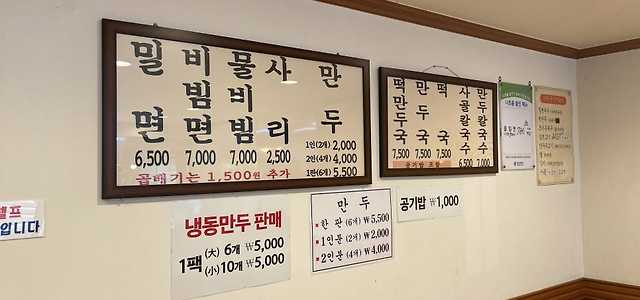 밀면 6,500
비빔면 7,000
물비빔 7,000
사리 2,500
만두
1인(2개) 2,000
2인(4개) 4,000
1판(6개) 5,500
곱배기는 1,500원 추가
떡만두국 7,500
만두국 7,500
떡국 7,500
사골칼국수 6,500
만두칼국수 7,000
공기밥 포함
냉동만두 판매
1팩 (大) 6개 ₩5,000
(小) 10개 ₩5,000
만 두
한 판 (6개) ₩5,500
1인분 (2개) ₩2,000
2인분 (4개) ₩4,000
공기밥 ₩1,000
셀프
입니다